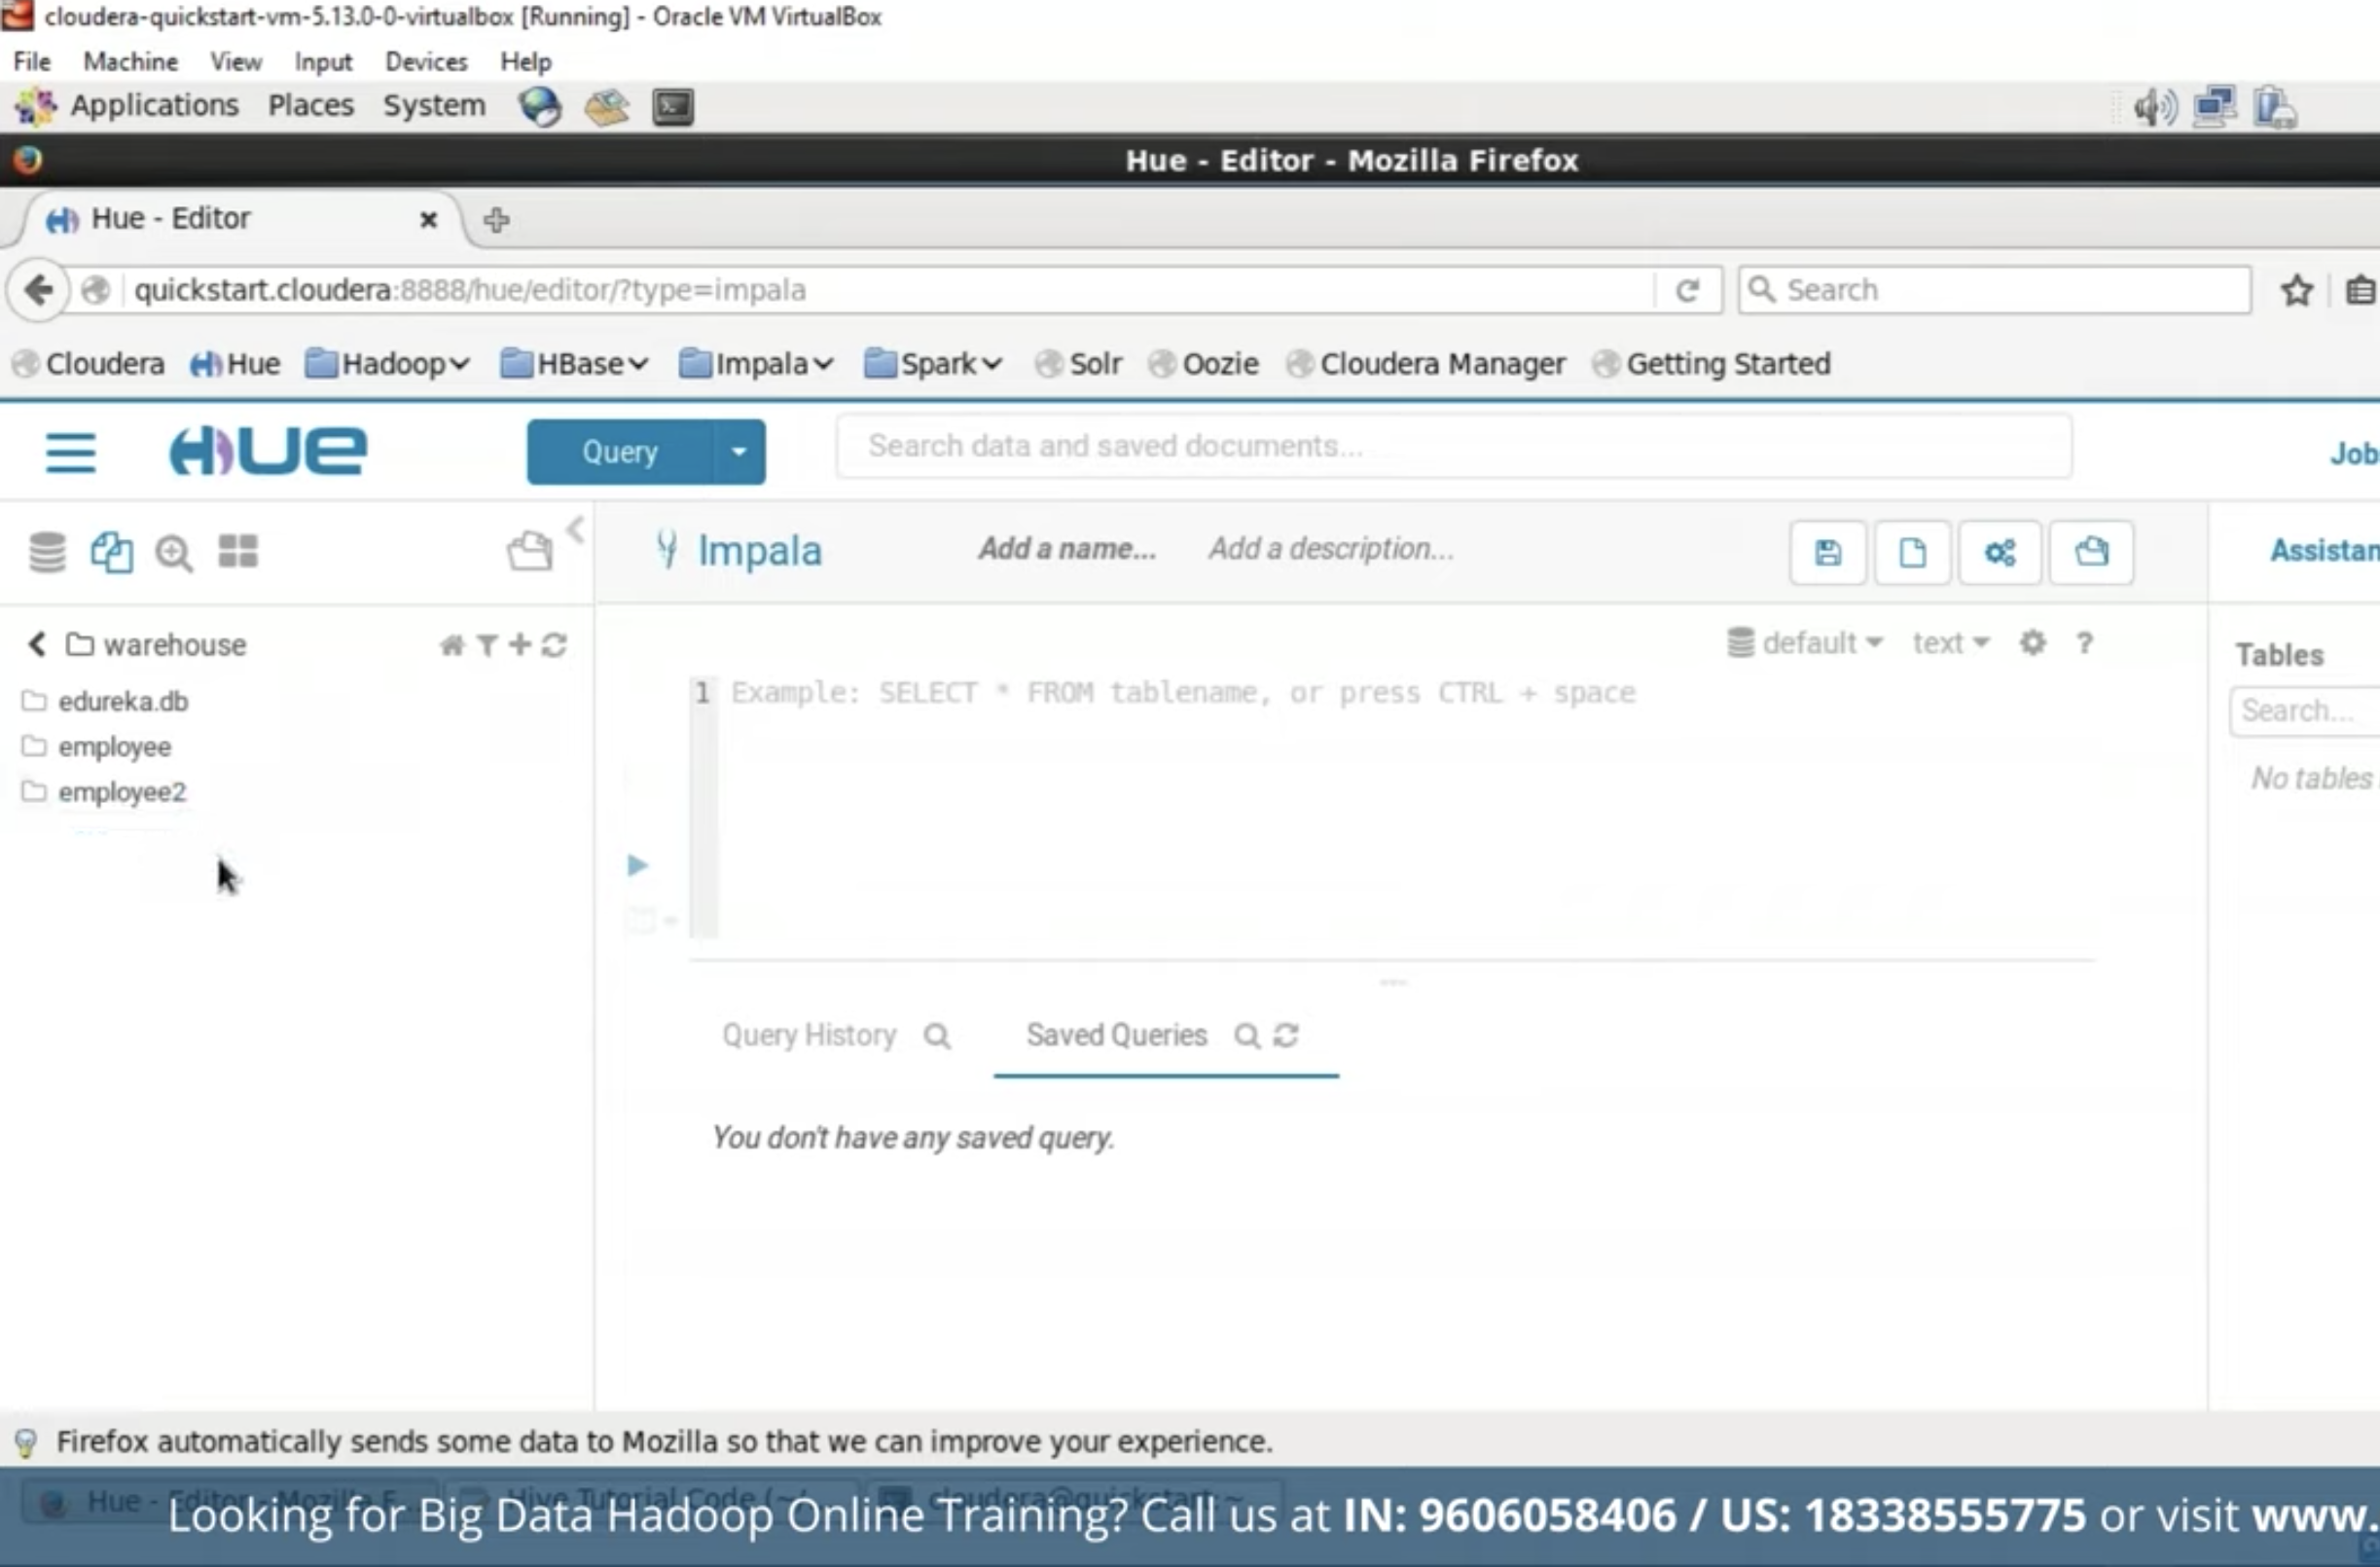 cloudera-quickstart-vm-5.13.0-0-virtualbox [Running] - Oracle VM VirtualBox
File Machine View Input Devices Help
Applications Places System
Hue - Editor - Mozilla Firefox
Hue - Editor
quickstart.cloudera:8888/hue/editor/?type=impala
Search
Cloudera Hue Hadoop HBase Impala Spark Solr Oozie Cloudera Manager Getting Started
HUE Query Search data and saved documents... Job
Impala Add a name... Add a description... Assistan
warehouse
default text ?
Tables
edureka.db
employee
employee2
1 Example: SELECT * FROM tablename, or press CTRL + space
Search...
No tables
Query History Saved Queries
You don't have any saved query.
Firefox automatically sends some data to Mozilla so that we can improve your experience.
Looking for Big Data Hadoop Online Training? Call us at IN: 9606058406 / US: 18338555775 or visit www.